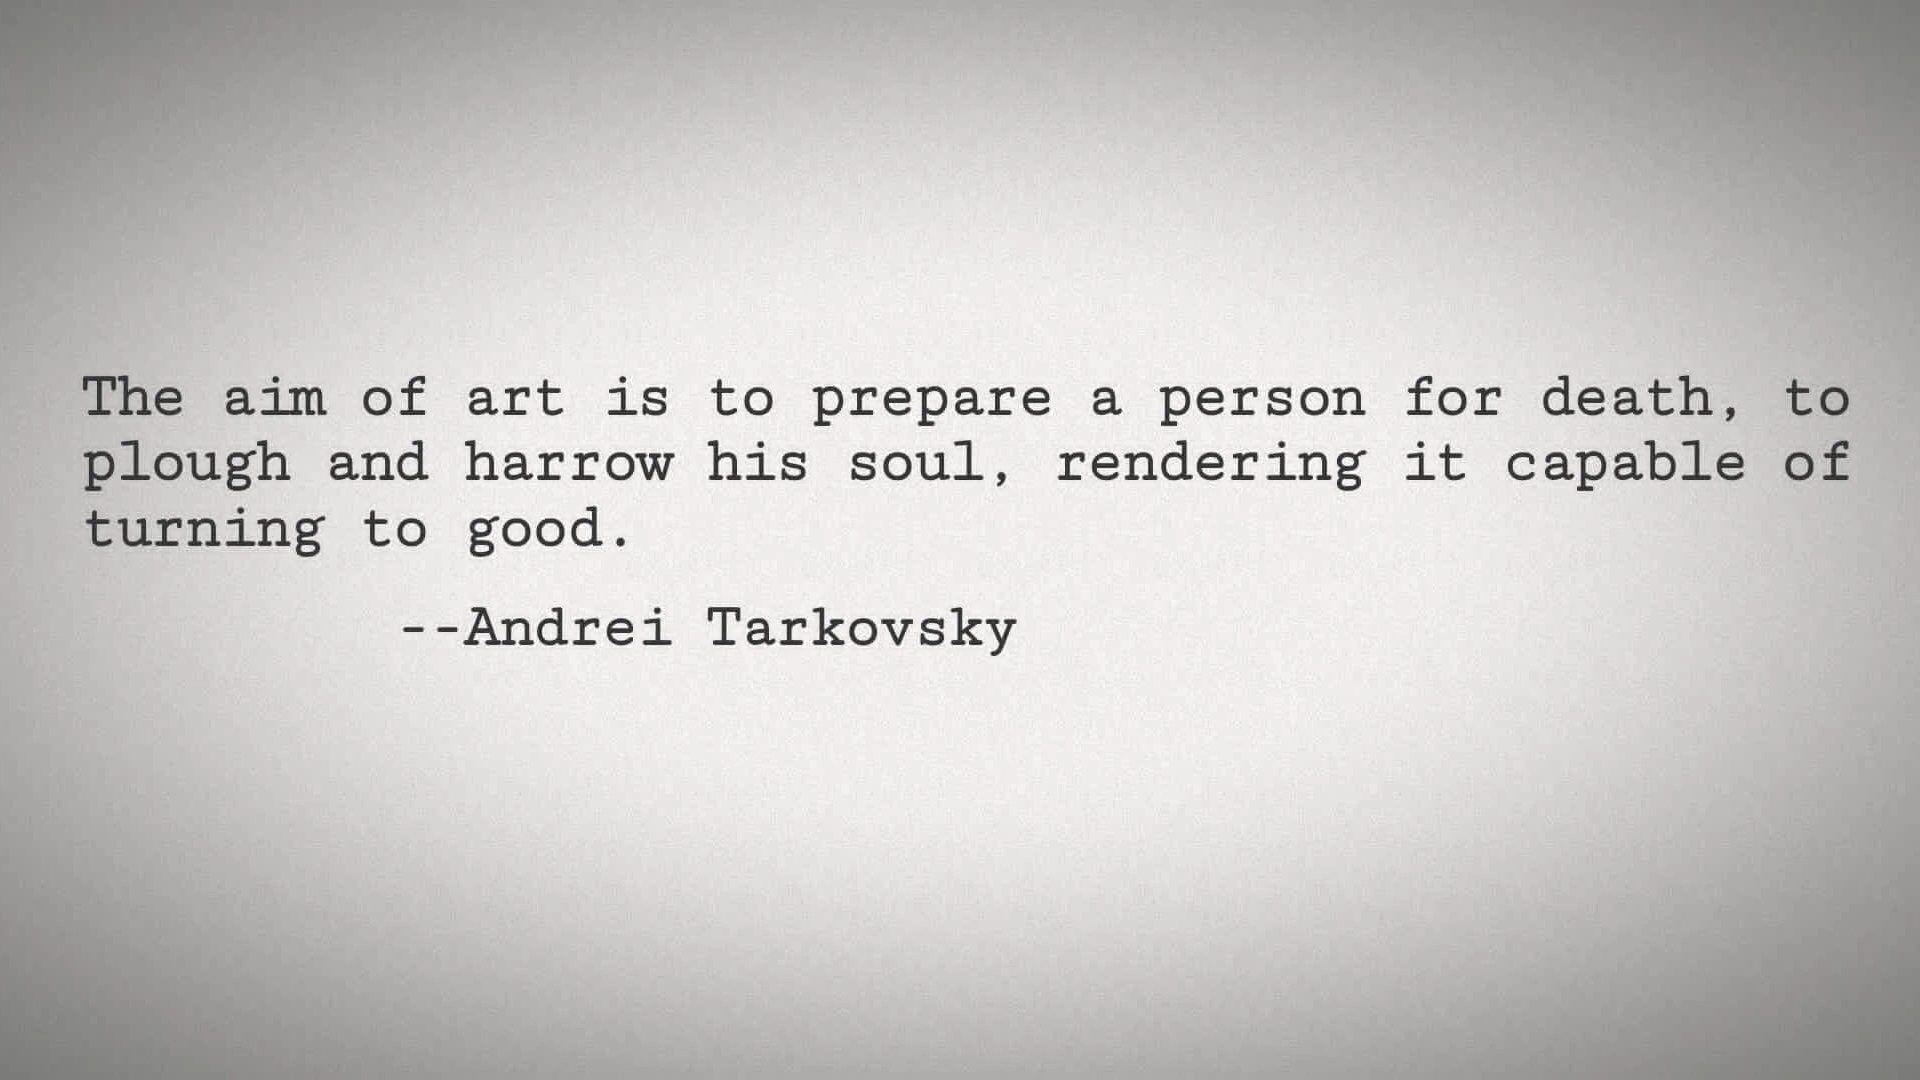 The aim of art is to prepare a person for death, to
plough and harrow his soul, rendering it capable of
turning to good.
--Andrei Tarkovsky